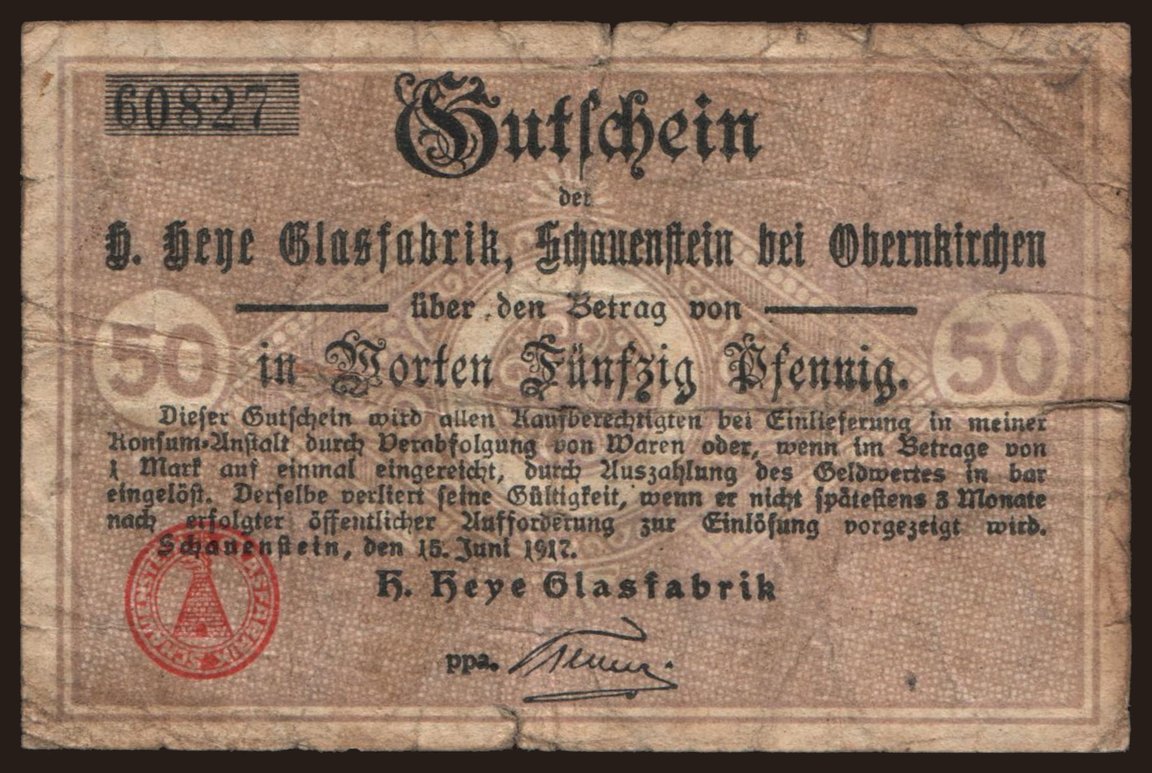 60827
Gutschein
der
H. Heye Glasfabrik, Schauenstein bei Obernkirchen
über den Betrag von
50 50
in Worten Fünfzig Pfennig.
Dieser Gutschein wird allen Kaufberechtigten bei Einlieferung in meiner
Konsum-Anstalt durch Verabfolgung von Waren oder, wenn im Betrage von
1 Mark auf einmal eingereicht, durch Auszahlung des Geldwertes in bar
eingelöst. Derselbe verliert seine Gültigkeit, wenn er nicht spätestens 3 Monate
nach erfolgter öffentlicher Aufforderung zur Einlösung vorgezeigt wird.
Schauenstein, den 15. Juni 1917.
H. Heye Glasfabrik
ppa.